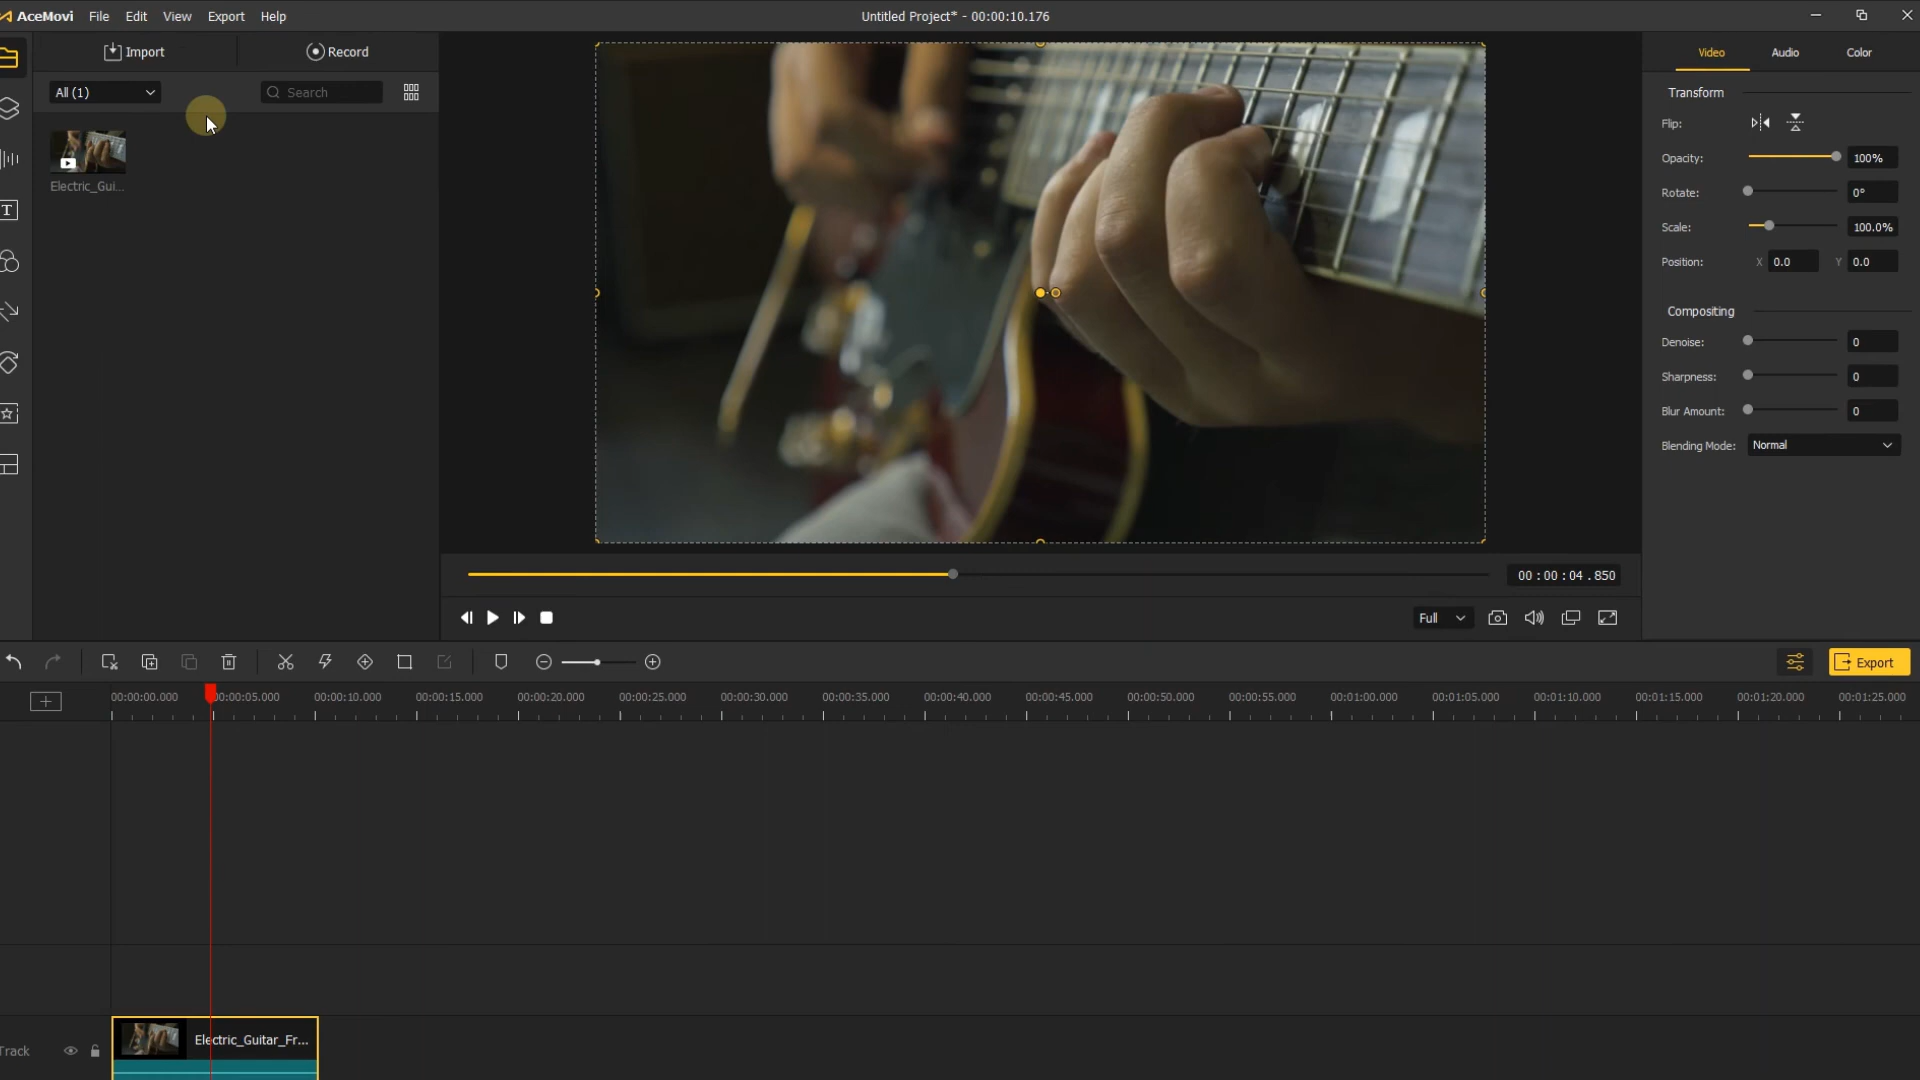 AceMovi File Edit View Export Help
Untitled Project* - 00:00:10.176
Import
Record
All (1)
Search
Electric_Gui...
T
Video Audio Color
Transform
Flip:
Opacity: 100%
Rotate: 0°
Scale: 100.0%
Position: X 0.0 Y 0.0
Compositing
Denoise: 0
Sharpness: 0
Blur Amount: 0
Blending Mode: Normal
00:00:04.850
Full
Export
00:00:00.000 00:00:05.000 00:00:10.000 00:00:15.000 00:00:20.000 00:00:25.000 00:00:30.000 00:00:35.000 00:00:40.000 00:00:45.000 00:00:50.000 00:00:55.000 00:01:00.000 00:01:05.000 00:01:10.000 00:01:15.000 00:01:20.000 00:01:25.000
Electric_Guitar_Fr...
Track